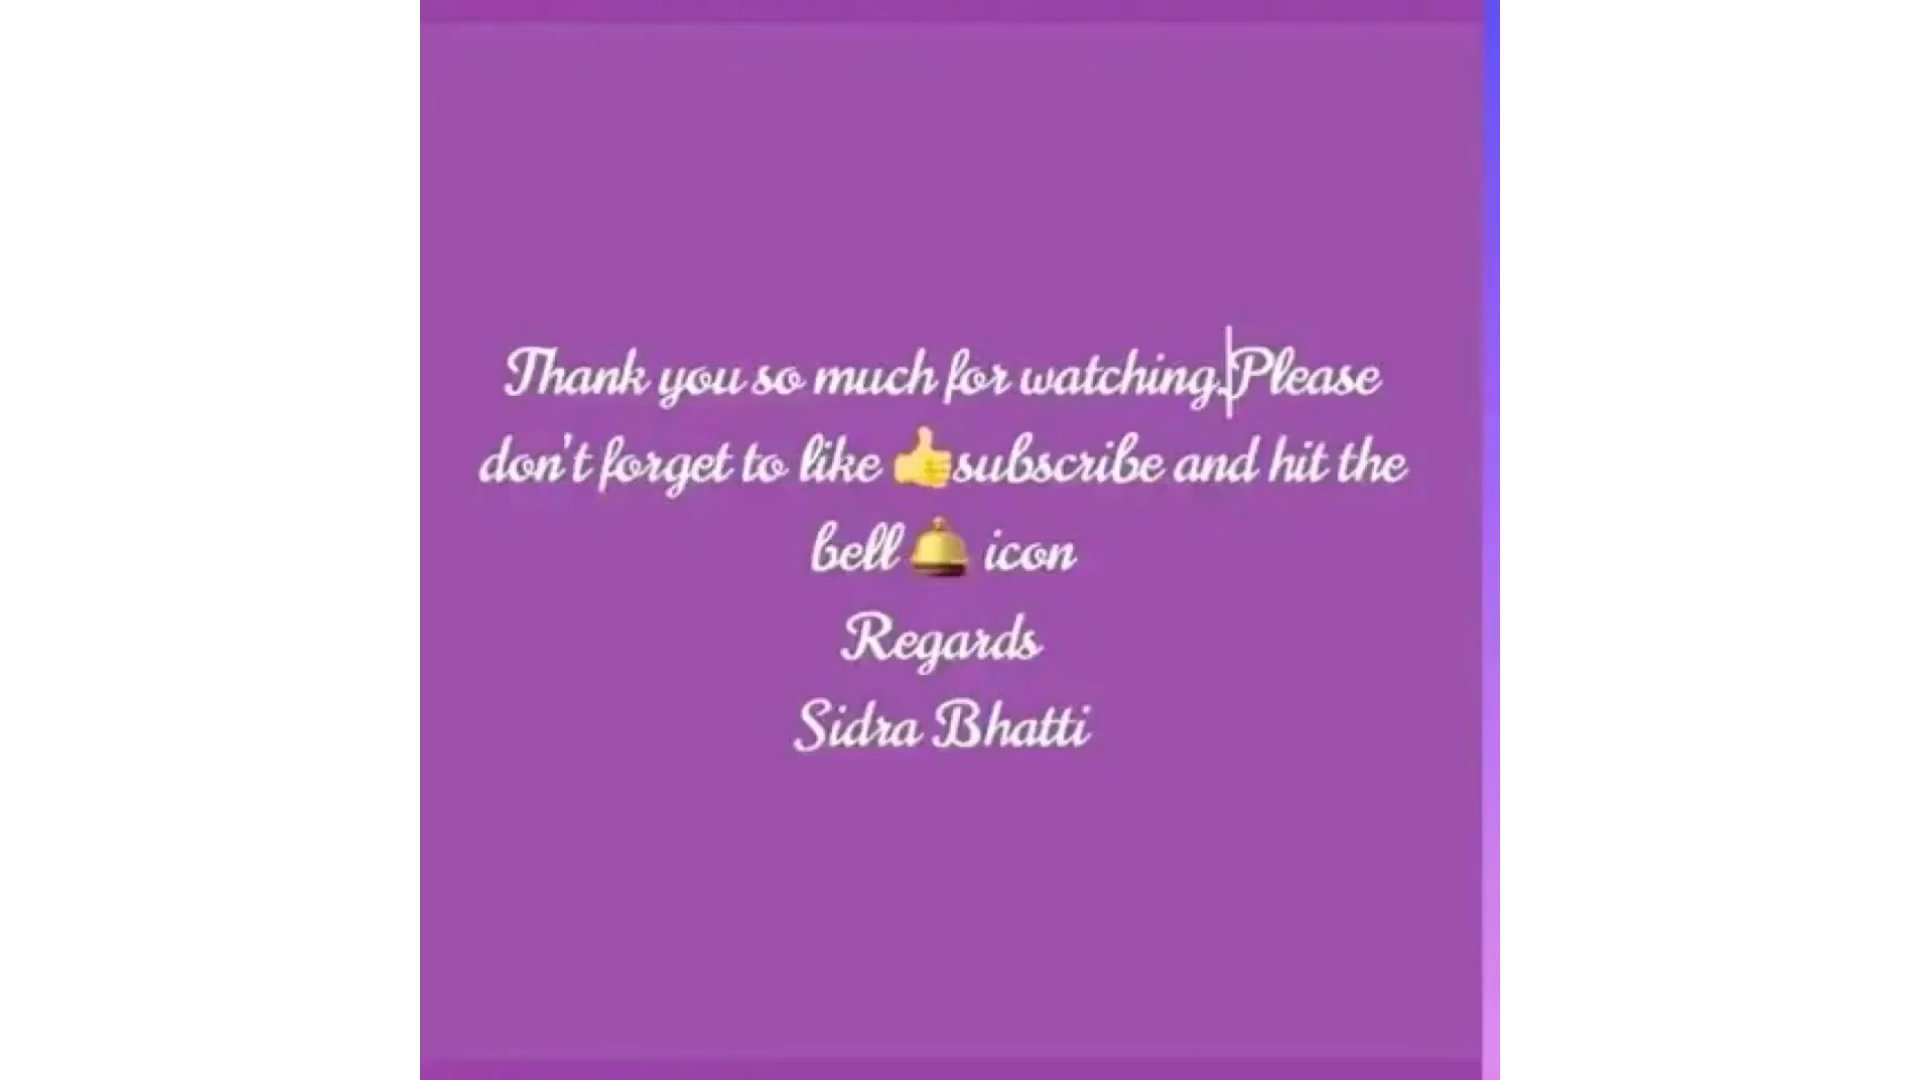 Thank you so much for watching.Please
don't forget to like 👍subscribe and hit the
bell🛎 icon
Regards
Sidra Bhatti